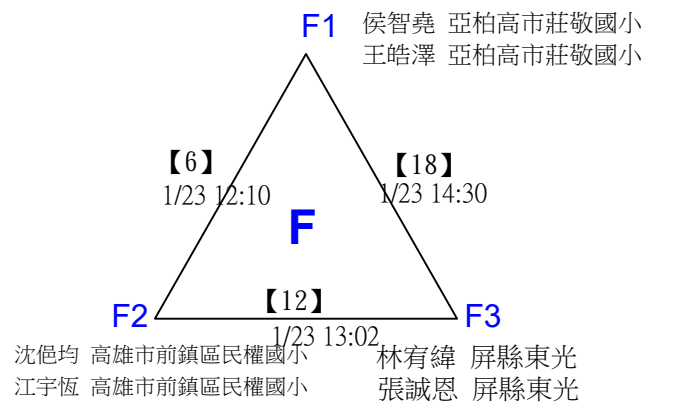 F1
侯智堯 亞柏高市莊敬國小
王皓澤 亞柏高市莊敬國小
【6】
1/23 12:10
【18】
1/23 14:30
F
【12】
1/23 13:02
F2
F3
沈俋均 高雄市前鎮區民權國小
江宇恆 高雄市前鎮區民權國小
林宥緯 屏縣東光
張誠恩 屏縣東光